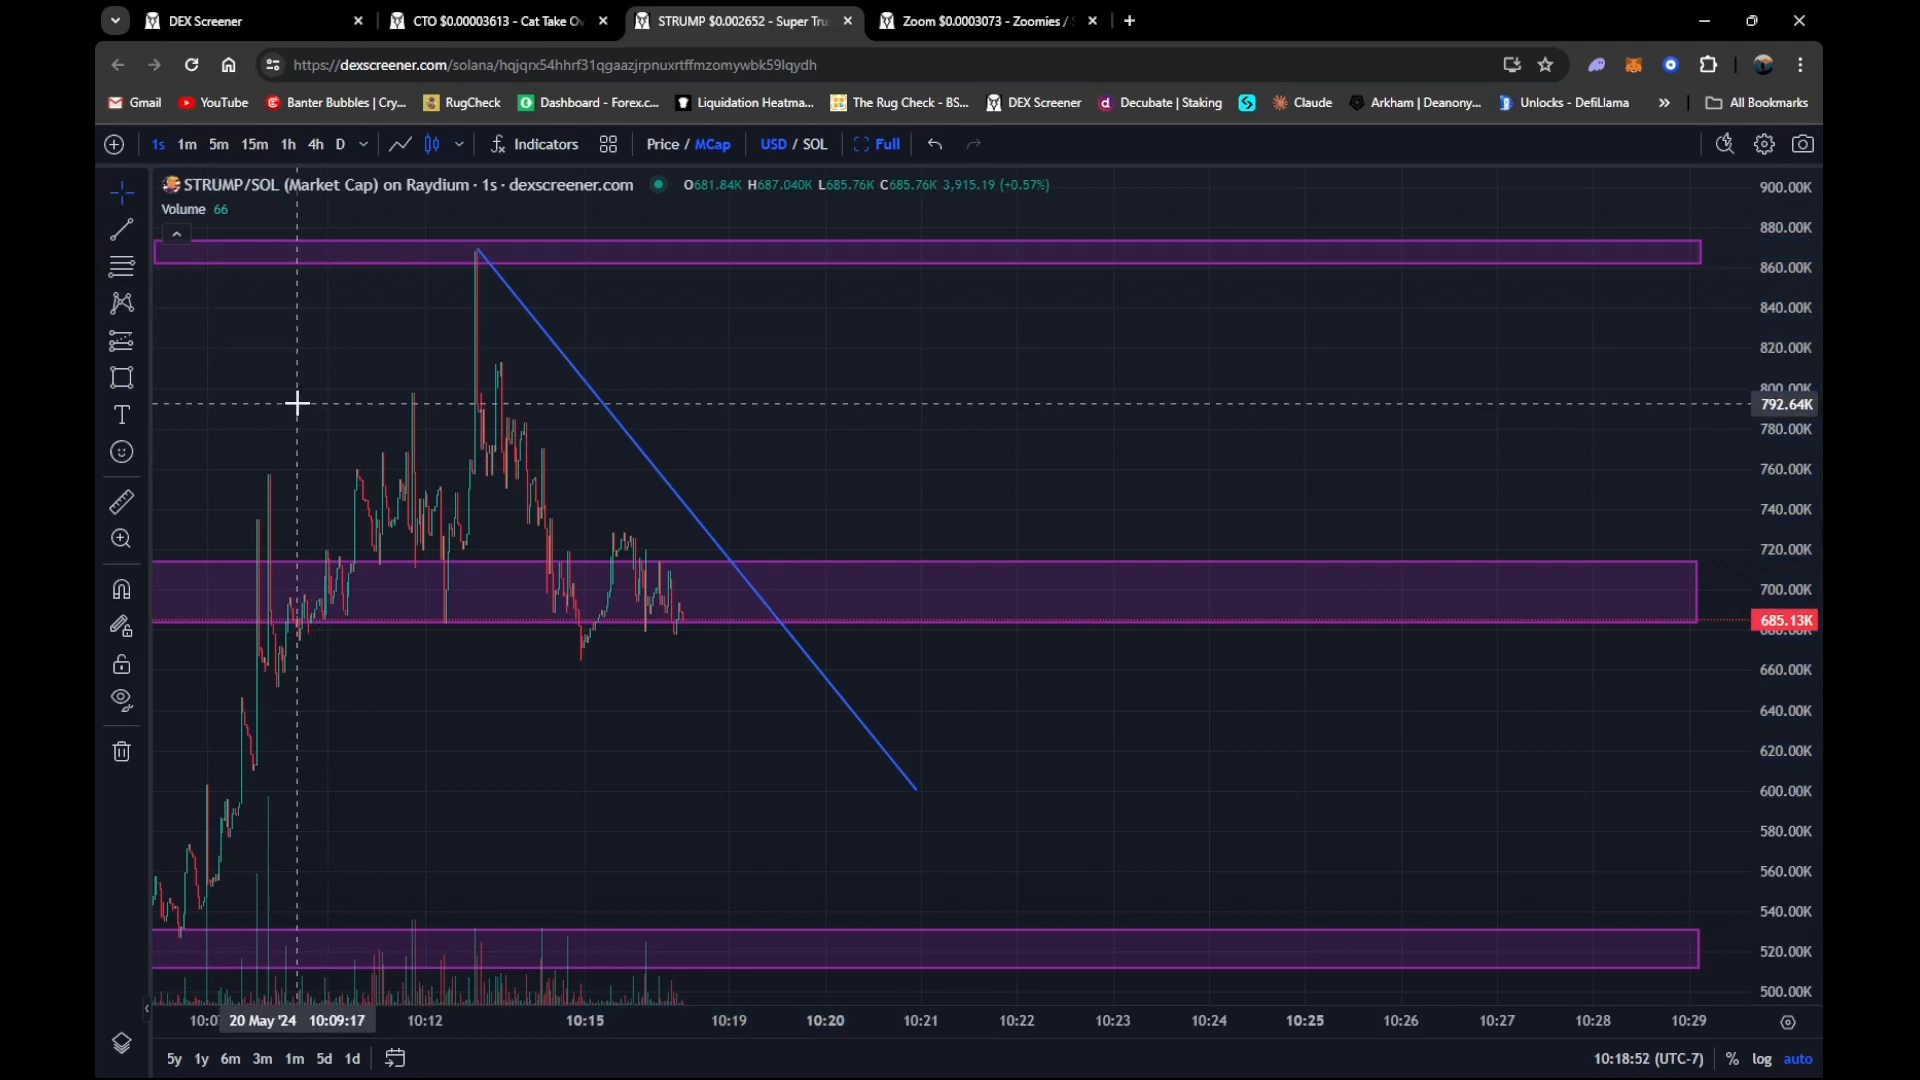 DEX Screener
CTO $0.00003613 - Cat Take Ov
STRUMP $0.002652 - Super Tru
Zoom $0.0003073 - Zoomies /
https://dexscreener.com/solana/hqjqrx54hhrf31qgaazjrpnuxrtffmzomywbk59lqydh
Gmail
YouTube
Banter Bubbles | Cry...
RugCheck
Dashboard - Forex.c...
Liquidation Heatma...
The Rug Check - BS...
DEX Screener
Decubate | Staking
Claude
Arkham | Deanony...
Unlocks - DefiLlama
»
All Bookmarks
1s 1m 5m 15m 1h 4h D
Indicators
Price / MCap
USD / SOL
Full
STRUMP/SOL (Market Cap) on Raydium · 1s · dexscreener.com
O681.84K H687.040K L685.76K C685.76K 3,915.19 (+0.57%)
Volume 66
900.00K
880.00K
860.00K
840.00K
820.00K
800.00K
792.64K
780.00K
760.00K
740.00K
720.00K
700.00K
685.13K
680.00K
660.00K
640.00K
620.00K
600.00K
580.00K
560.00K
540.00K
520.00K
500.00K
10:07
20 May '24 10:09:17
10:12
10:15
10:19
10:20
10:21
10:22
10:23
10:24
10:25
10:26
10:27
10:28
10:29
5y 1y 6m 3m 1m 5d 1d
10:18:52 (UTC-7)
% log auto